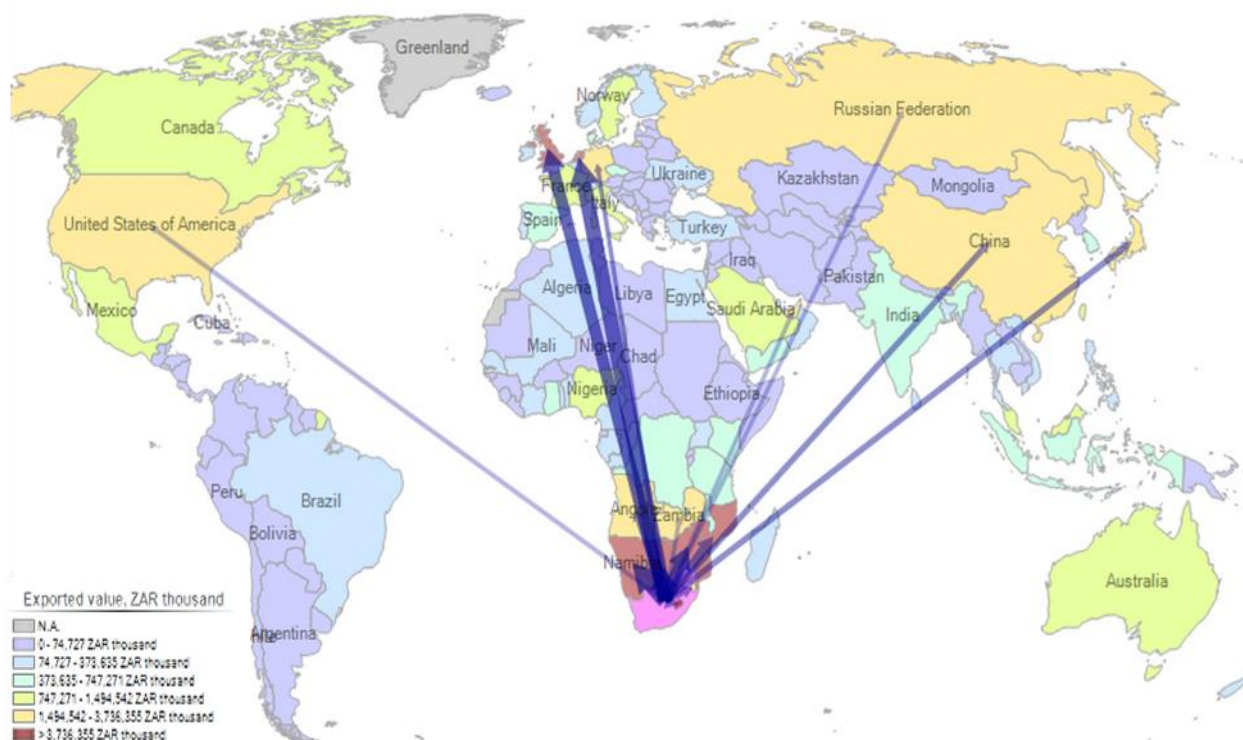 Greenland
Norway
Russian Federation
Canada
Ukraine
Kazakhstan
Mongolia
France
Italy
United States of America
Spain
Turkey
China
Iraq
Pakistan
Algeria
Libya
Egypt
Saudi Arabia
India
Mexico
Cuba
Mali
Niger
Chad
Nigeria
Ethiopia
Peru
Brazil
Angola
Zambia
Bolivia
Namib
Australia
Argentina
Exported value, ZAR thousand
N.A.
0 - 74,727 ZAR thousand
74,727 - 373,635 ZAR thousand
373,635 - 747,271 ZAR thousand
747,271 - 1,494,542 ZAR thousand
1,494,542 - 3,736,355 ZAR thousand
> 3,736,355 ZAR thousand